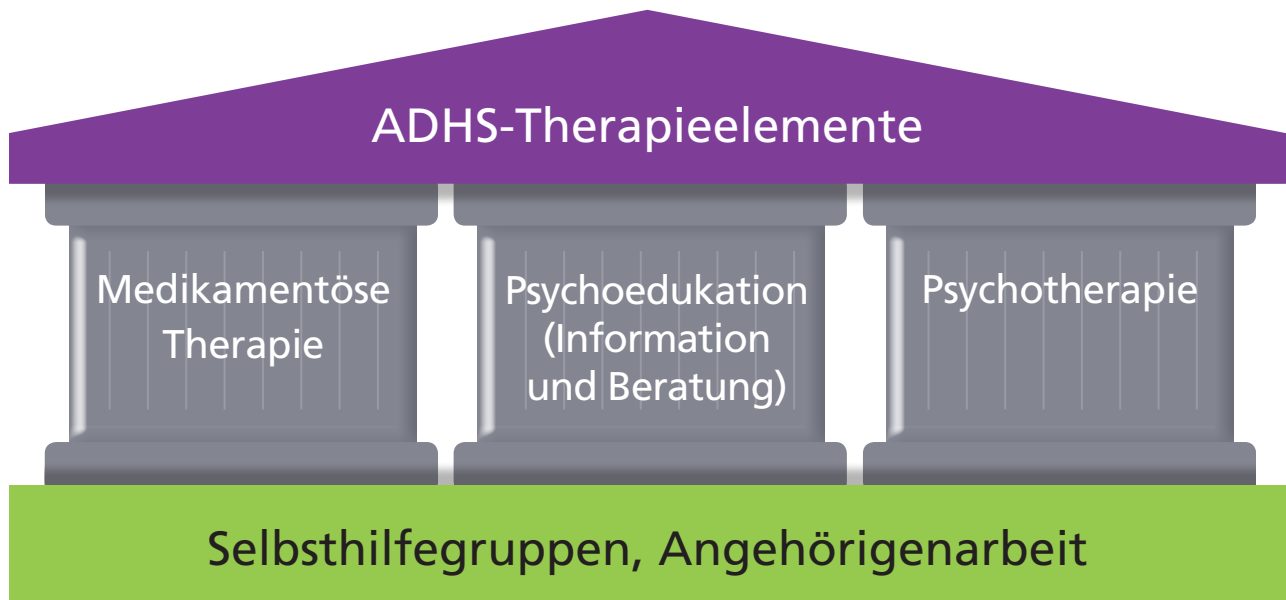 ADHS-Therapieelemente
Medikamentöse
Therapie
Psychoedukation
(Information
und Beratung)
Psychotherapie
Selbsthilfegruppen, Angehörigenarbeit